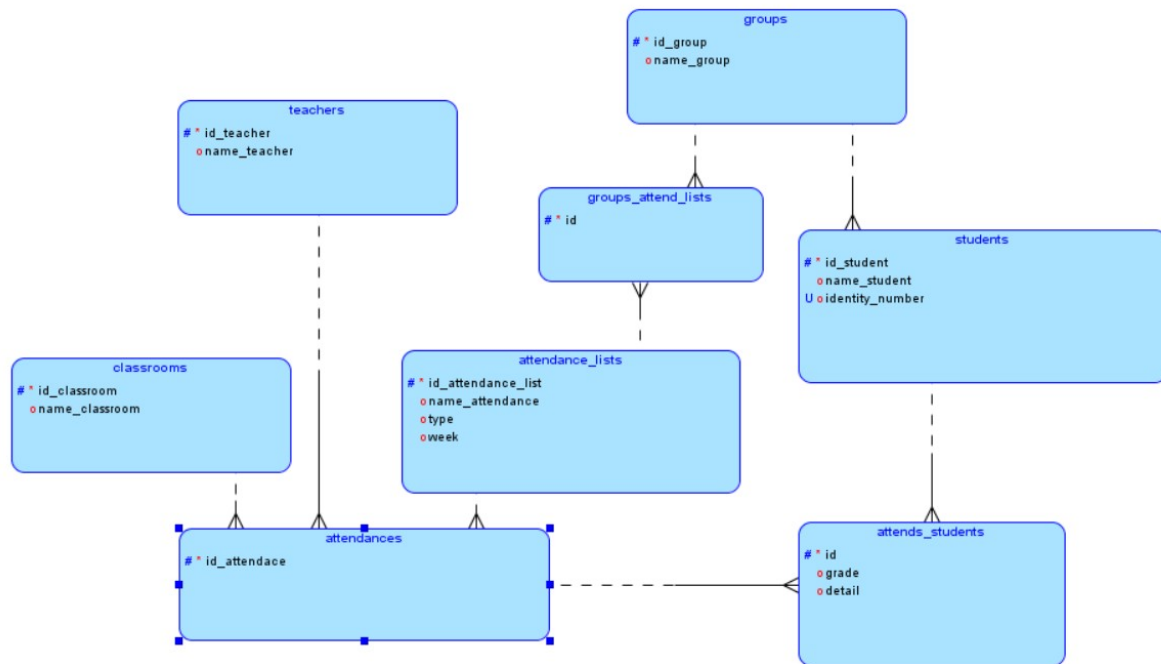 groups
# * id_group
o name_group
teachers
# * id_teacher
o name_teacher
groups_attend_lists
# * id
students
# * id_student
o name_student
U o identity_number
classrooms
# * id_classroom
o name_classroom
attendance_lists
# * id_attendance_list
o name_attendance
o type
o week
attendances
# * id_attendace
attends_students
# * id
o grade
o detail